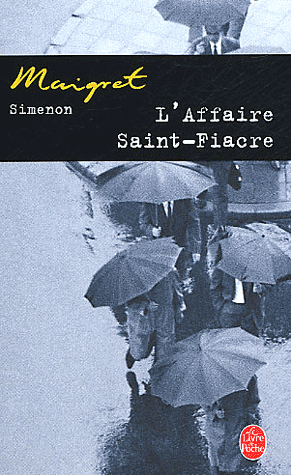 Maigret
Simenon
L'Affaire
Saint-Fiacre
Le Livre
de Poche